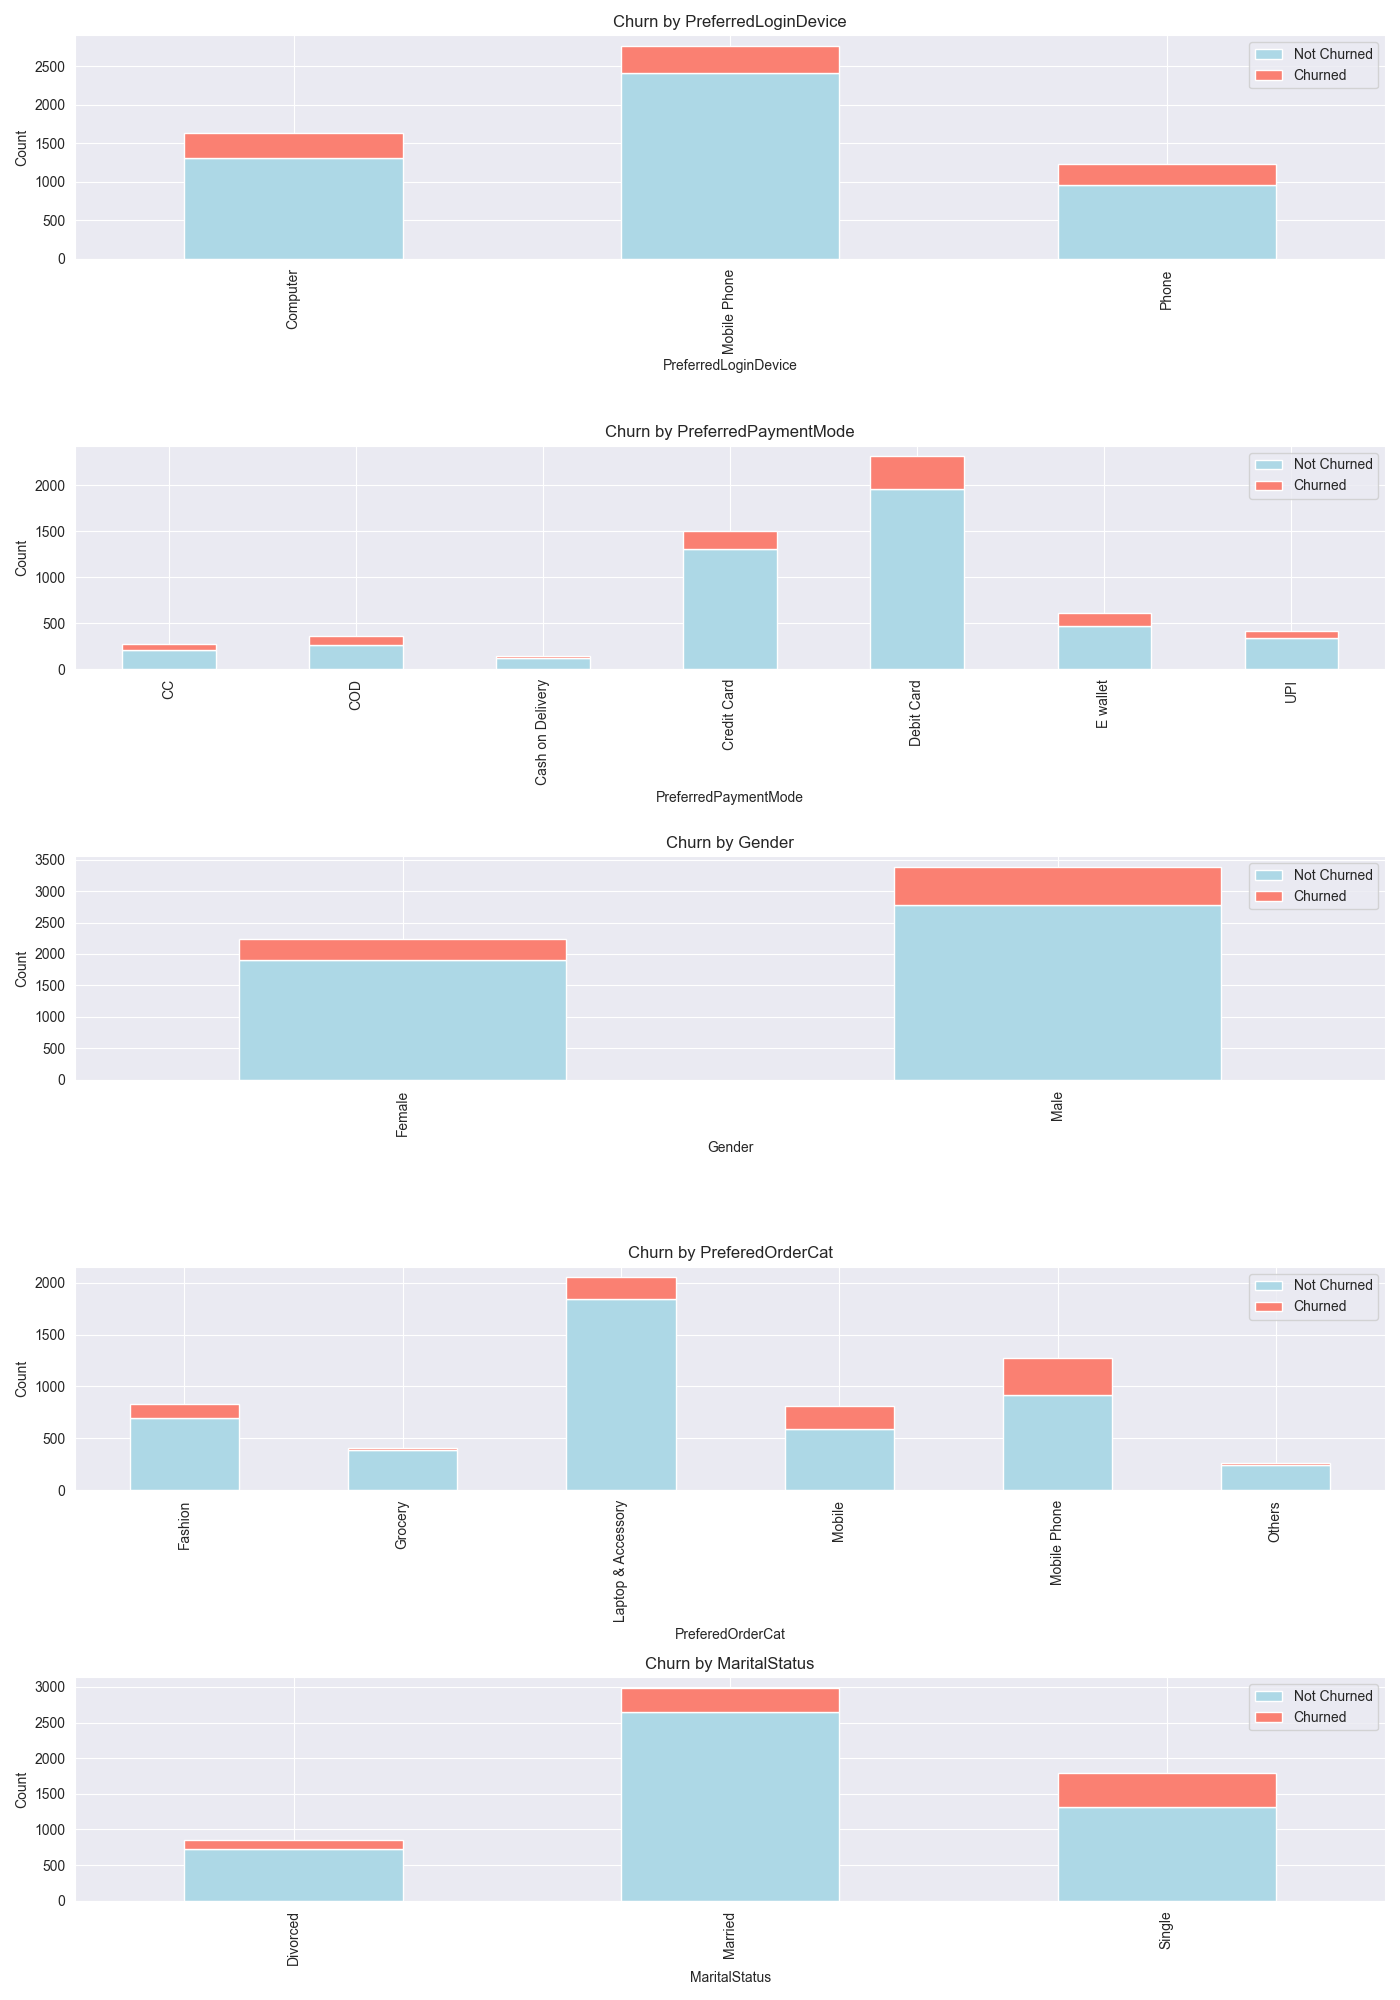 Churn by PreferredLoginDevice
Not Churned
Churned
Count
2500
2000
1500
1000
500
0
Computer
Mobile Phone
Phone
PreferredLoginDevice
Churn by PreferredPaymentMode
Not Churned
Churned
Count
2000
1500
1000
500
0
CC
COD
Cash on Delivery
Credit Card
Debit Card
E wallet
UPI
PreferredPaymentMode
Churn by Gender
Not Churned
Churned
Count
3500
3000
2500
2000
1500
1000
500
0
Female
Male
Gender
Churn by PreferedOrderCat
Not Churned
Churned
Count
2000
1500
1000
500
0
Fashion
Grocery
Laptop & Accessory
Mobile
Mobile Phone
Others
PreferedOrderCat
Churn by MaritalStatus
Not Churned
Churned
Count
3000
2500
2000
1500
1000
500
0
Divorced
Married
Single
MaritalStatus